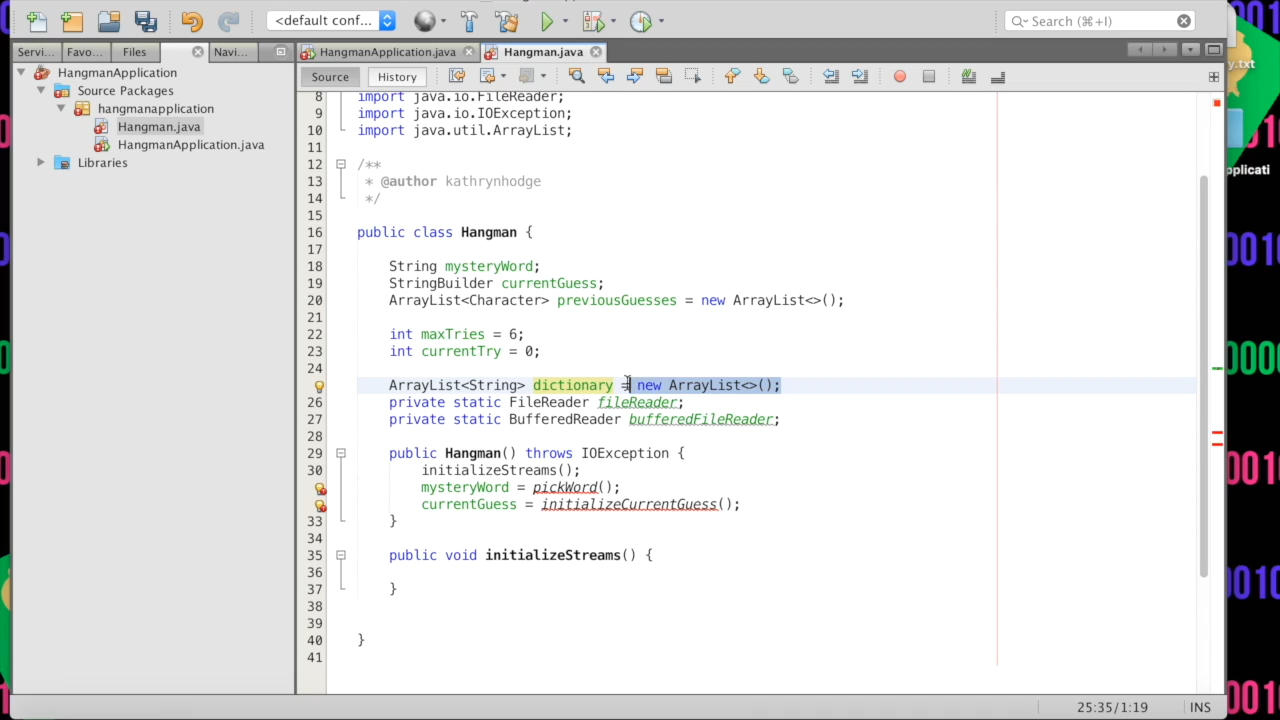 <default conf...
Search (⌘+I)
Servi...
Favo...
Files
Navi...
HangmanApplication.java
Hangman.java
Source
History
HangmanApplication
Source Packages
hangmanapplication
Hangman.java
HangmanApplication.java
Libraries
8 import java.io.FileReader;
9 import java.io.IOException;
10 import java.util.ArrayList;
11
12 /**
13 * @author kathrynhodge
14 */
15
16 public class Hangman {
17
18 String mysteryWord;
19 StringBuilder currentGuess;
20 ArrayList<Character> previousGuesses = new ArrayList<>();
21
22 int maxTries = 6;
23 int currentTry = 0;
24
ArrayList<String> dictionary = new ArrayList<>();
26 private static FileReader fileReader;
27 private static BufferedReader bufferedFileReader;
28
29 public Hangman() throws IOException {
30 initializeStreams();
mysteryWord = pickWord();
currentGuess = initializeCurrentGuess();
33 }
34
35 public void initializeStreams() {
36
37 }
38
39
40 }
41
25:35/1:19
INS
y.txt
pplicati